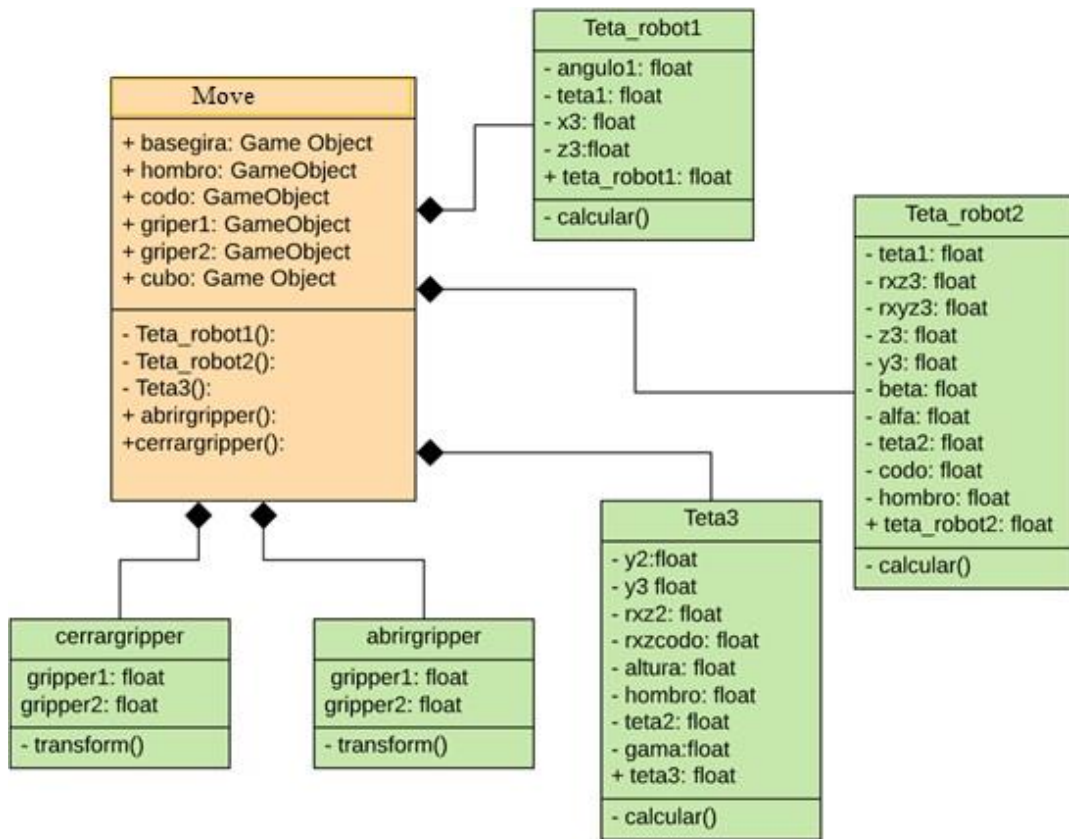 Move
+ basegira: Game Object
+ hombro: GameObject
+ codo: GameObject
+ griper1: GameObject
+ griper2: GameObject
+ cubo: Game Object
- Teta_robot1():
- Teta_robot2():
- Teta3():
+ abrirgripper():
+cerrargripper():
Teta_robot1
- angulo1: float
- teta1: float
- x3: float
- z3:float
+ teta_robot1: float
- calcular()
Teta_robot2
- teta1: float
- rxz3: float
- rxyz3: float
- z3: float
- y3: float
- beta: float
- alfa: float
- teta2: float
- codo: float
- hombro: float
+ teta_robot2: float
- calcular()
Teta3
- y2:float
- y3 float
- rxz2: float
- rxzcodo: float
- altura: float
- hombro: float
- teta2: float
- gama:float
+ teta3: float
- calcular()
cerrargripper
gripper1: float
gripper2: float
- transform()
abrirgripper
gripper1: float
gripper2: float
- transform()